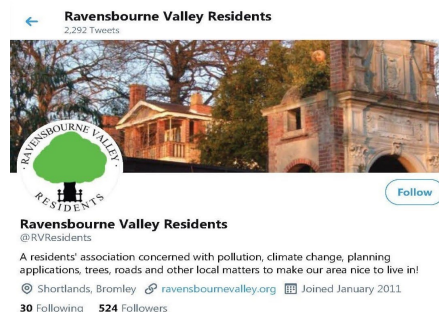 Ravensbourne Valley Residents
2,292 Tweets
RAVENSBOURNE VALLEY
RESIDENTS
Follow
Ravensbourne Valley Residents
@RVResidents
A residents' association concerned with pollution, climate change, planning
applications, trees, roads and other local matters to make our area nice to live in!
Shortlands, Bromley ravensbournevalley.org Joined January 2011
30 Following 524 Followers